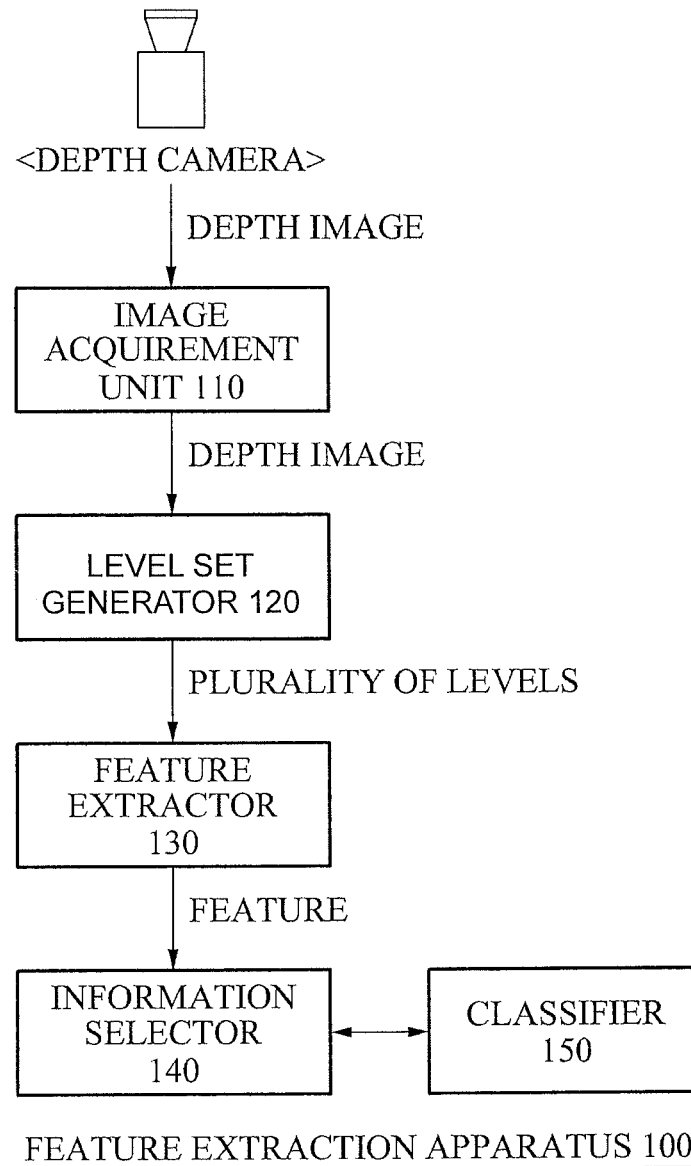 <DEPTH CAMERA>
DEPTH IMAGE
IMAGE
ACQUIREMENT
UNIT 110
DEPTH IMAGE
LEVEL SET
GENERATOR 120
PLURALITY OF LEVELS
FEATURE
EXTRACTOR
130
FEATURE
INFORMATION
SELECTOR
140
CLASSIFIER
150
FEATURE EXTRACTION APPARATUS 100